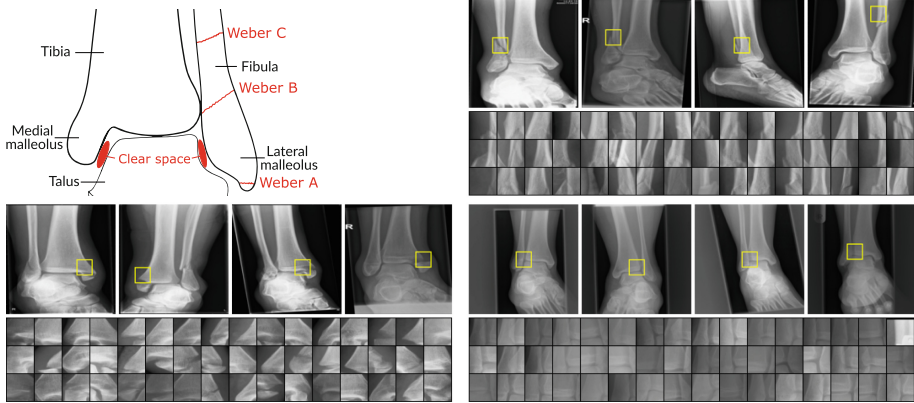 Weber C
Tibia
Fibula
Weber B
Medial
malleolus
Clear space
Lateral
malleolus
Talus
Weber A
R
R
R